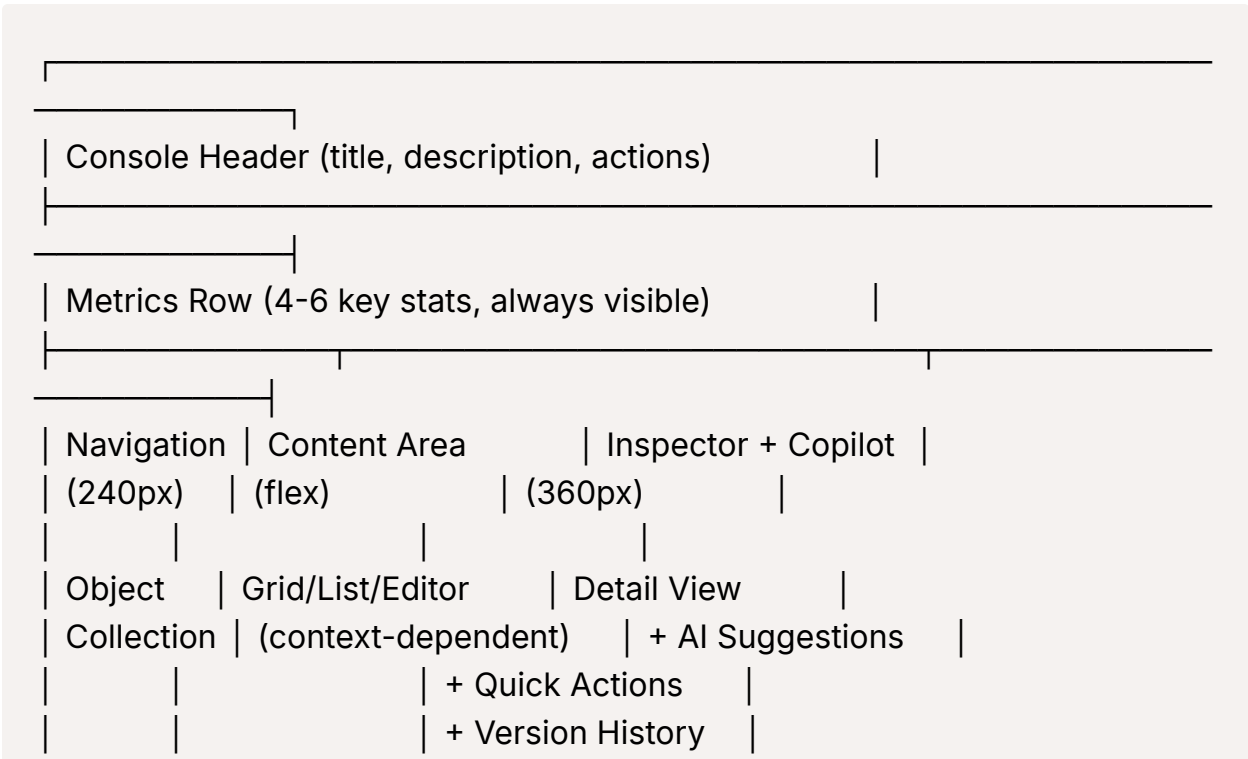 ┌───────────────────────────────────────────────────
───────────┐
│ Console Header (title, description, actions) │
├───────────────────────────────────────────────────
───────────┤
│ Metrics Row (4-6 key stats, always visible) │
├────────────┬─────────────────────────┬────────────
──────────┤
│ Navigation │ Content Area │ Inspector + Copilot │
│ (240px) │ (flex) │ (360px) │
│ │ │ │
│ Object │ Grid/List/Editor │ Detail View │
│ Collection │ (context-dependent) │ + AI Suggestions │
│ │ │ + Quick Actions │
│ │ │ + Version History │